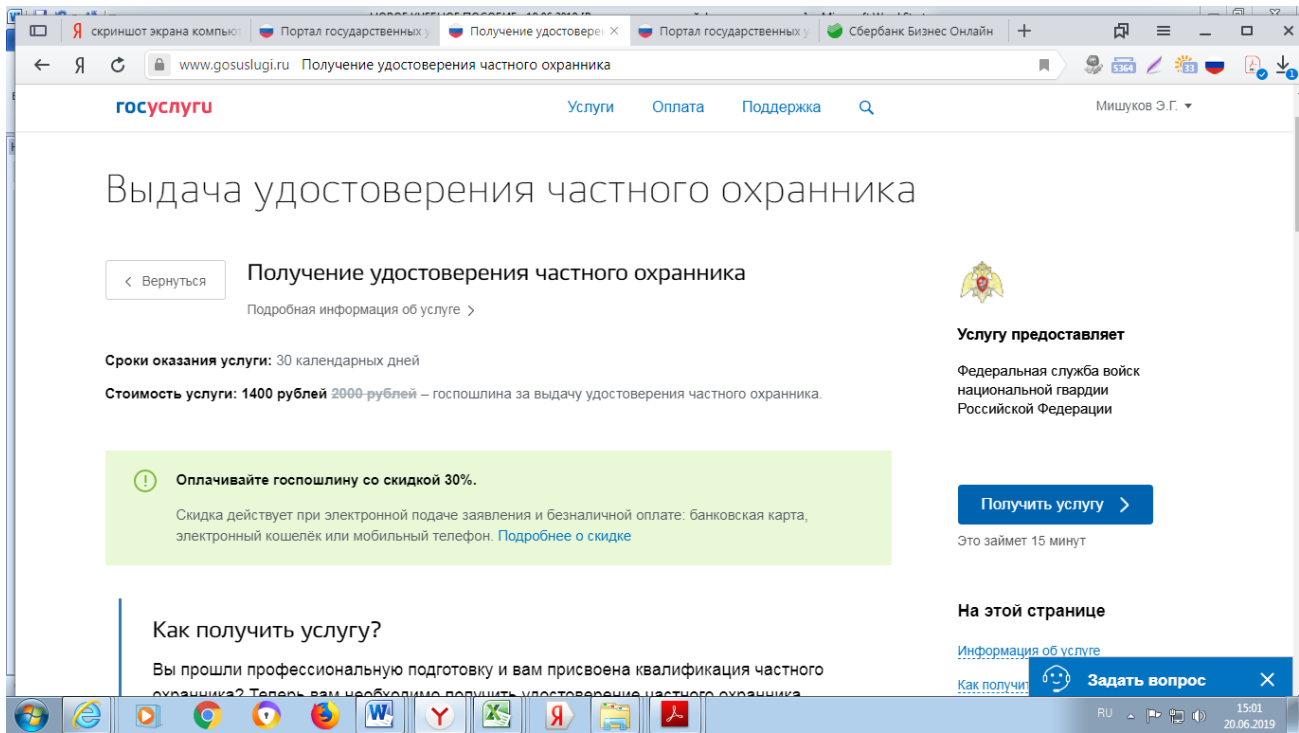 скриншот экрана компьют
Портал государственных у
Получение удостоверен
Портал государственных у
Сбербанк Бизнес Онлайн
www.gosuslugi.ru Получение удостоверения частного охранника
5364
33
госуслуги
Услуги Оплата Поддержка
Мишуков Э.Г.
Выдача удостоверения частного охранника
Вернуться
Получение удостоверения частного охранника
Подробная информация об услуге
Сроки оказания услуги: 30 календарных дней
Стоимость услуги: 1400 рублей 2000 рублей – госпошлина за выдачу удостоверения частного охранника.
Оплачивайте госпошлину со скидкой 30%.
Скидка действует при электронной подаче заявления и безналичной оплате: банковская карта,
электронный кошелёк или мобильный телефон. Подробнее о скидке
Как получить услугу?
Вы прошли профессиональную подготовку и вам присвоена квалификация частного
охранника? Теперь вам необходимо получить удостоверение частного охранника
Услугу предоставляет
Федеральная служба войск
национальной гвардии
Российской Федерации
Получить услугу
Это займет 15 минут
На этой странице
Информация об услуге
Как получит
Задать вопрос
RU
15:01
20.06.2019